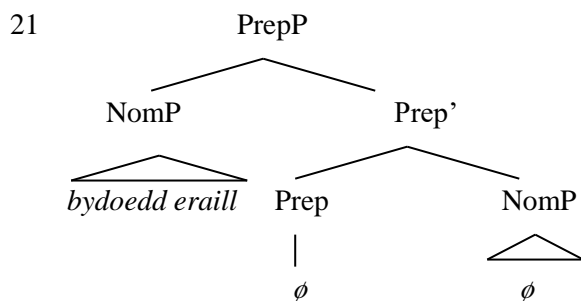 21 PrepP
NomP Prep’
bydoedd eraill Prep NomP
ϕ ϕ